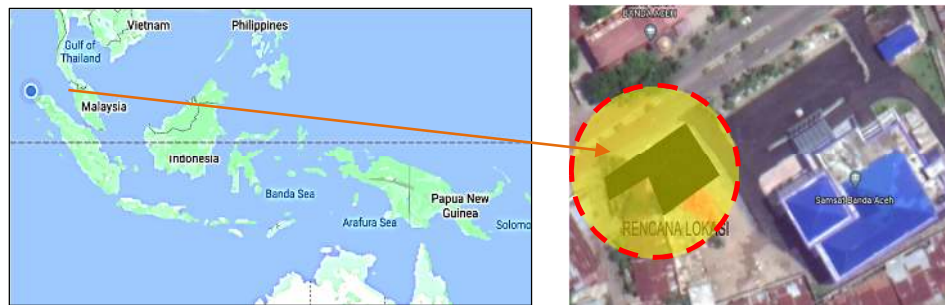 Vietnam
Philippines
Gulf of
Thailand
Malaysia
Indonesia
Banda Sea
Papua New
Guinea
Arafura Sea
Solomo
BANDA ACEH
Samsat Banda Aceh
RENCANA LOKASI